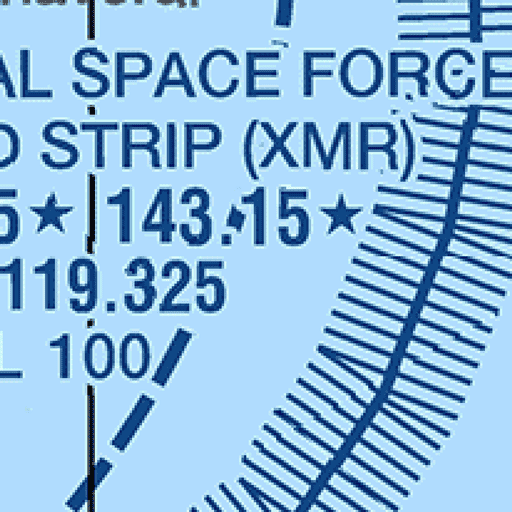 AL SPACE FORCE
STRIP (XMR)
5★ 143.15★
119.325
L 100